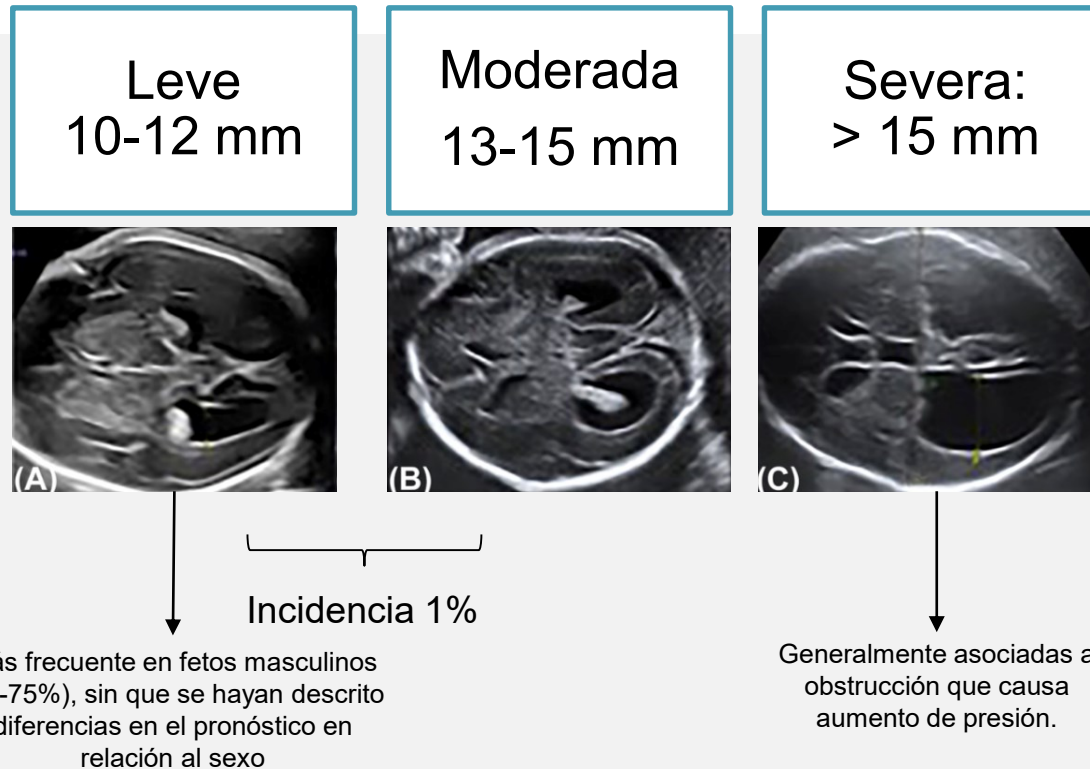 Leve
10-12 mm
Moderada
13-15 mm
Severa:
> 15 mm
(A)
(B)
(C)
Incidencia 1%
frecuente en fetos masculinos
-75%), sin que se hayan descrito
diferencias en el pronóstico en
relación al sexo
Generalmente asociadas a
obstrucción que causa
aumento de presión.